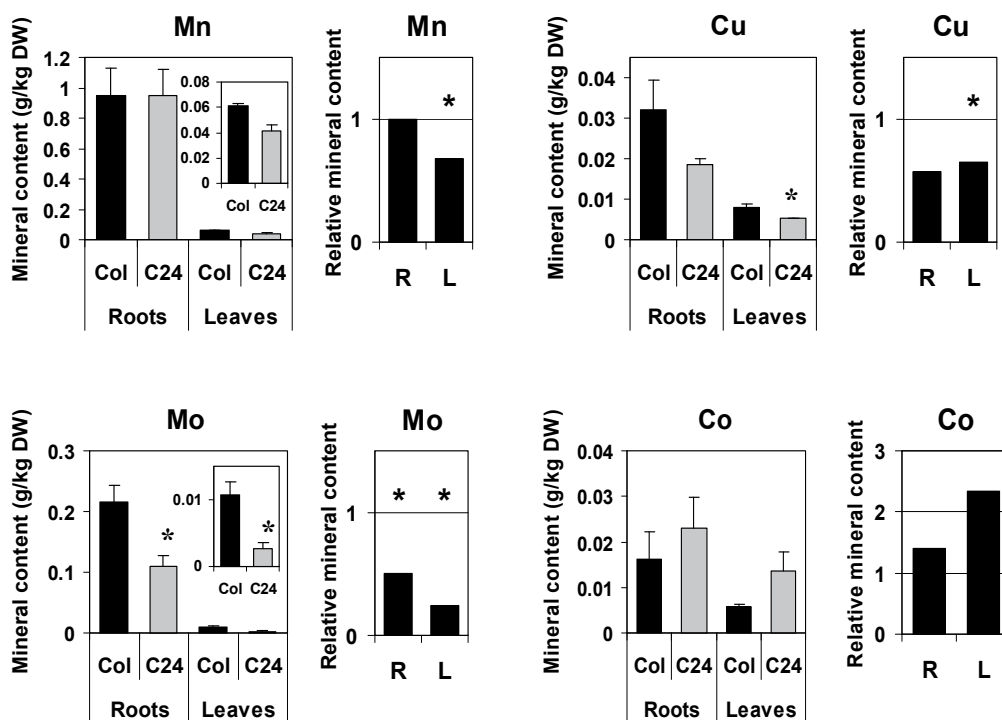 Mn
Mineral content (g/kg DW)
1.2
1
0.8
0.6
0.4
0.2
0
0.08
0.06
0.04
0.02
0
Col C24
Col C24 Col C24
Roots Leaves
Mn
Relative mineral content
1
0
*
R L
Cu
Mineral content (g/kg DW)
0.04
0.03
0.02
0.01
0
*
Col C24 Col C24
Roots Leaves
Cu
Relative mineral content
1
0
*
R L
Mo
Mineral content (g/kg DW)
0.3
0.2
0.1
0
*
0.01
0
*
Col C24
Col C24 Col C24
Roots Leaves
Mo
Relative mineral content
1
0
* *
R L
Co
Mineral content (g/kg DW)
0.04
0.03
0.02
0.01
0
Col C24 Col C24
Roots Leaves
Co
Relative mineral content
3
2
1
0
R L